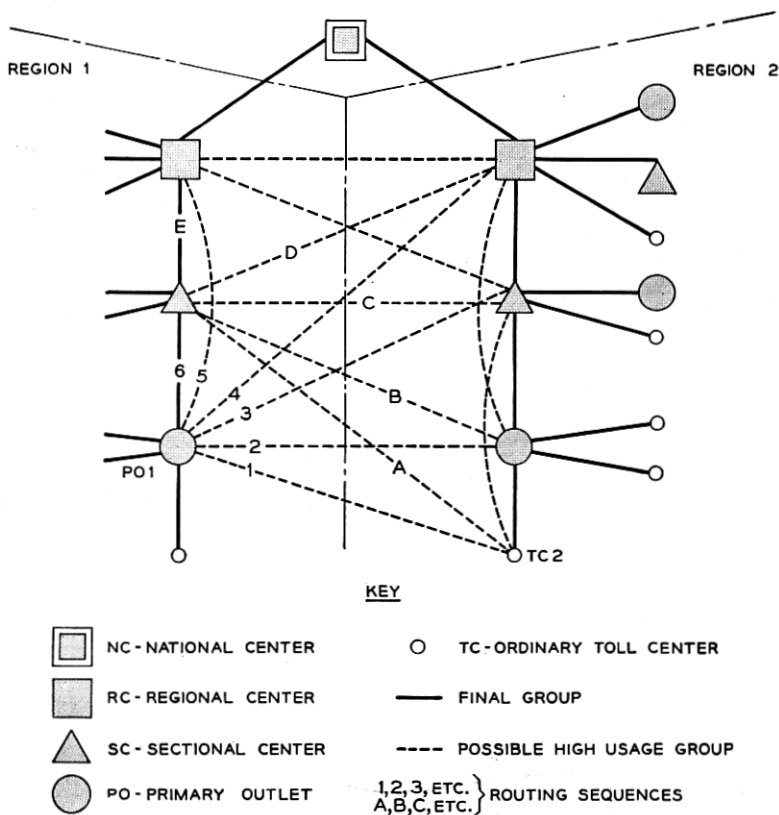 REGION 1
REGION 2
E
D
C
6
5
4
3
B
2
1
A
PO1
TC2
KEY
NC-NATIONAL CENTER
TC-ORDINARY TOLL CENTER
RC-REGIONAL CENTER
FINAL GROUP
SC-SECTIONAL CENTER
POSSIBLE HIGH USAGE GROUP
PO-PRIMARY OUTLET
1,2,3, ETC.
A,B,C, ETC.
ROUTING SEQUENCES